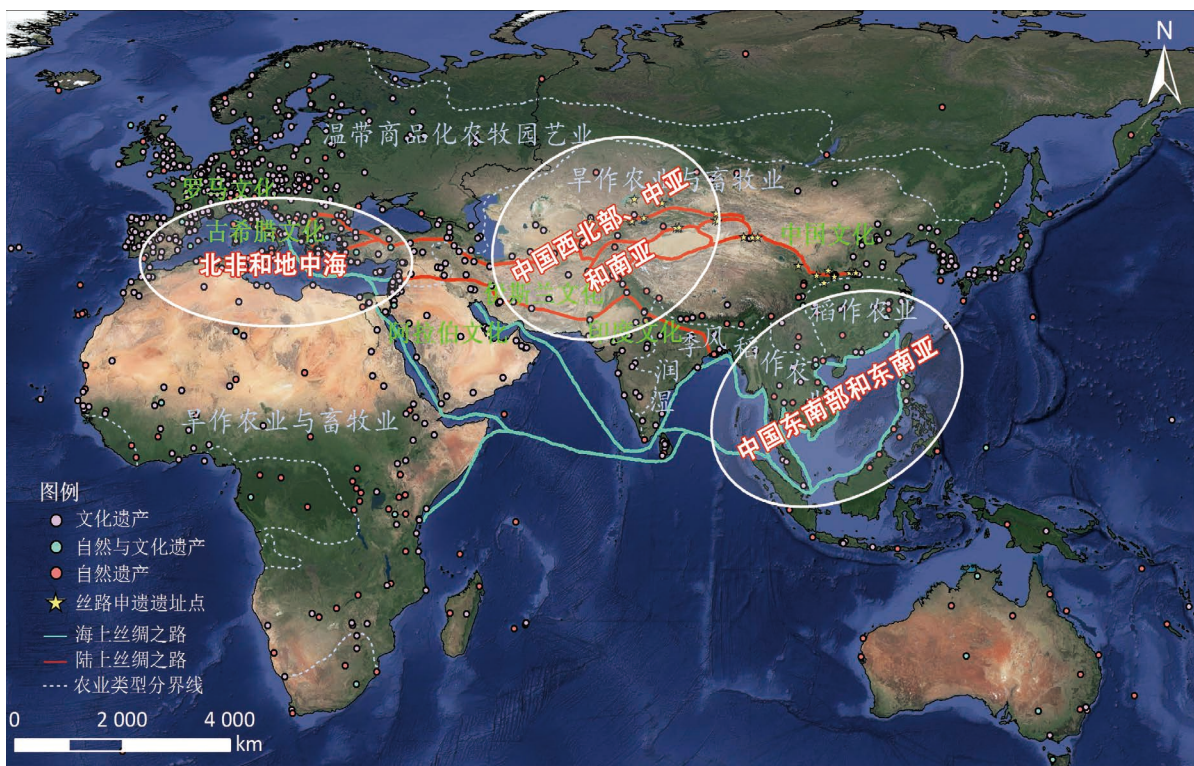 N
温带商品化农牧园艺业
罗马文化
旱作农业与畜牧业
中国西北部、中亚
和南亚
古希腊文化
中国文化
北非和地中海
伊斯兰文化
稻作农业
阿拉伯文化
印度文化
季风
稻
作
农
润
湿
业
中国东南部和东南亚
旱作农业与畜牧业
图例
文化遗产
自然与文化遗产
自然遗产
丝路申遗遗址点
海上丝绸之路
陆上丝绸之路
农业类型分界线
0 2 000 4 000
km